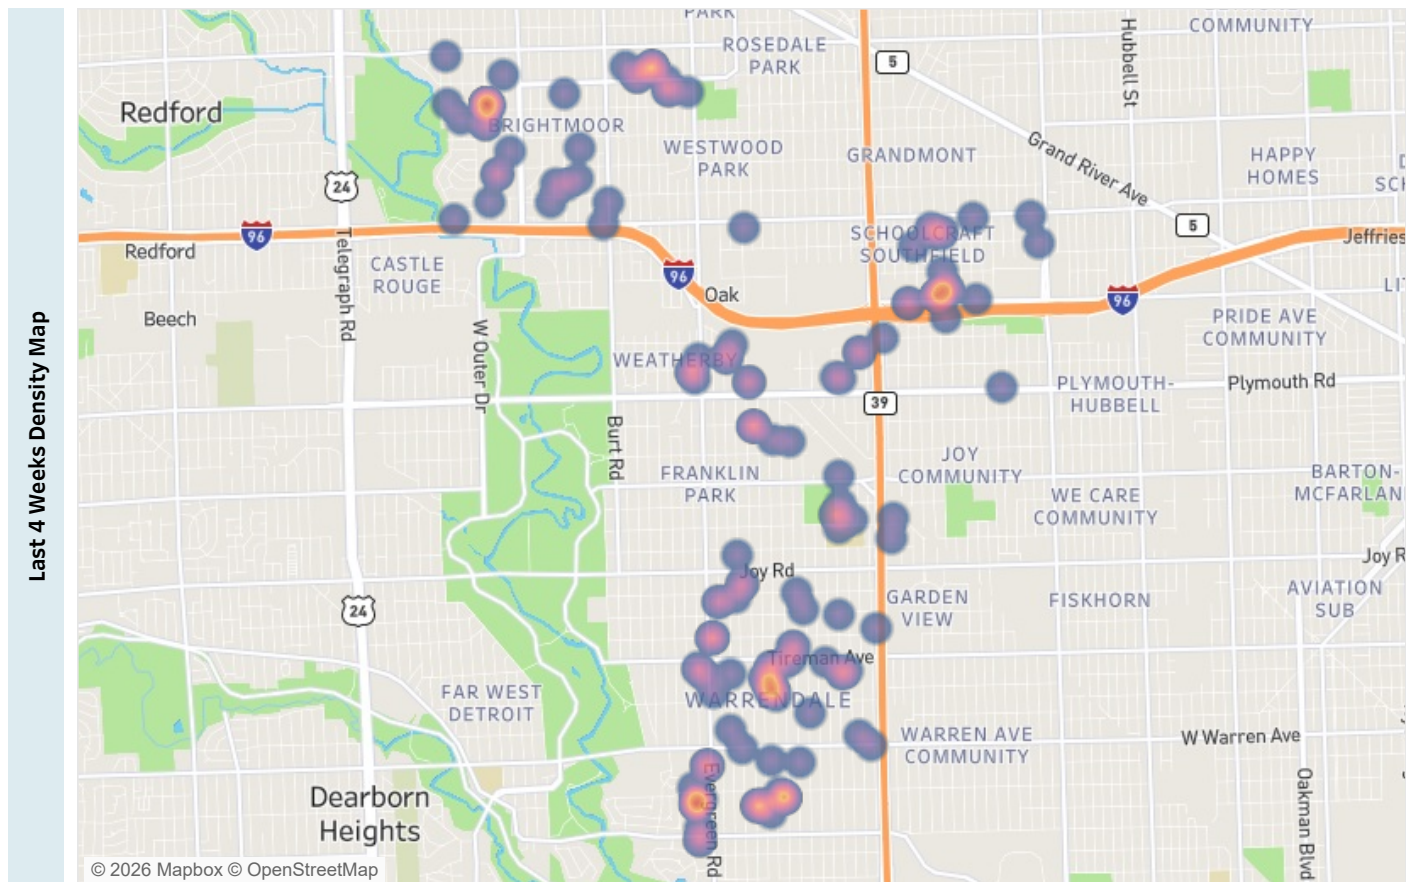 Last 4 Weeks Density Map
PARK
ROSEDALE
PARK
5
Hubbell St
COMMUNITY
Redford
BRIGHTMOOR
WESTWOOD
PARK
GRANDMONT
Grand River Ave
HAPPY
HOMES
24
96
Redford
Telegraph Rd
CASTLE
ROUGE
96
Oak
SCHOOLCRAFT
SOUTHFIELD
5
Jeffries
96
Beech
W Outer Dr
WEATHERBY
PRIDE AVE
COMMUNITY
39
PLYMOUTH-
HUBBELL
Plymouth Rd
Burt Rd
FRANKLIN
PARK
JOY
COMMUNITY
WE CARE
COMMUNITY
BARTON-
MCFARLAN
Joy Rd
Joy R
24
GARDEN
VIEW
FISKHORN
AVIATION
SUB
Tireman Ave
FAR WEST
DETROIT
WARRENDALE
WARREN AVE
COMMUNITY
W Warren Ave
Dearborn
Heights
Evergreen Rd
Oakman Blvd
© 2026 Mapbox © OpenStreetMap